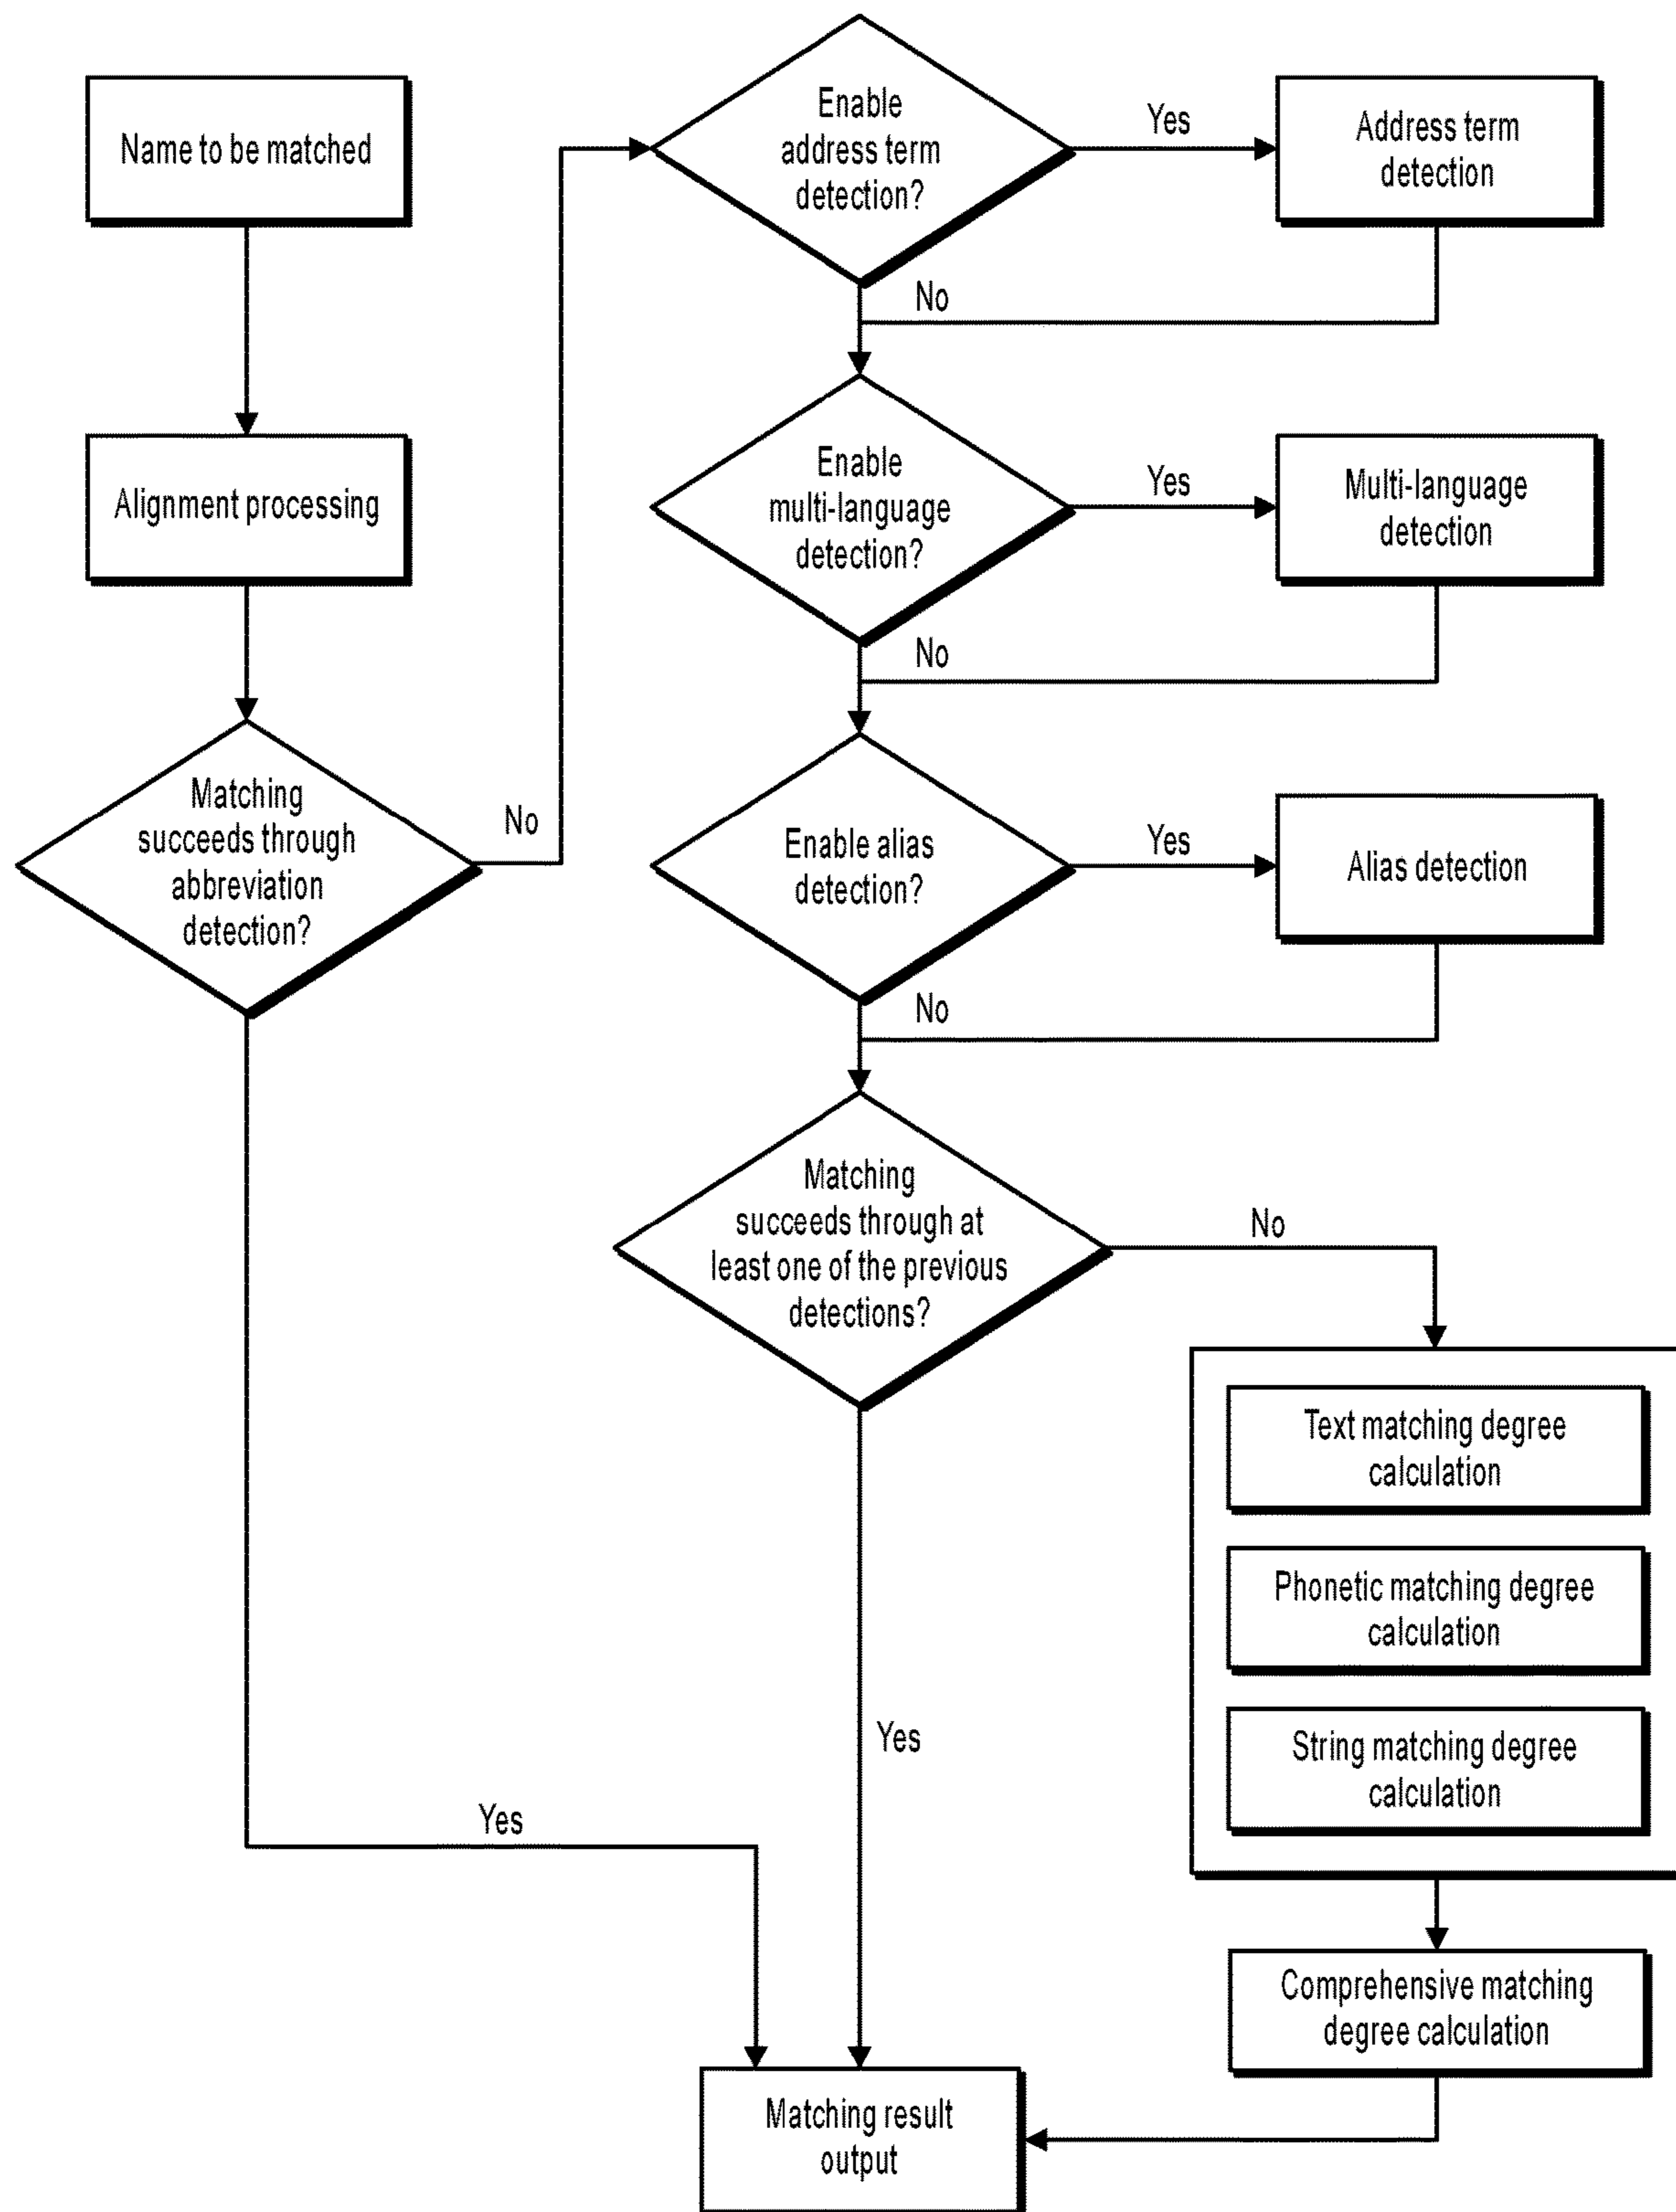 Name to be matched
Alignment processing
Matching
succeeds through
abbreviation
detection?
No
Yes
Enable
address term
detection?
Yes
Address term
detection
No
Enable
multi-language
detection?
Yes
Multi-language
detection
No
Enable alias
detection?
Yes
Alias detection
No
Matching
succeeds through at
least one of the previous
detections?
No
Yes
Text matching degree
calculation
Phonetic matching degree
calculation
String matching degree
calculation
Comprehensive matching
degree calculation
Matching result
output